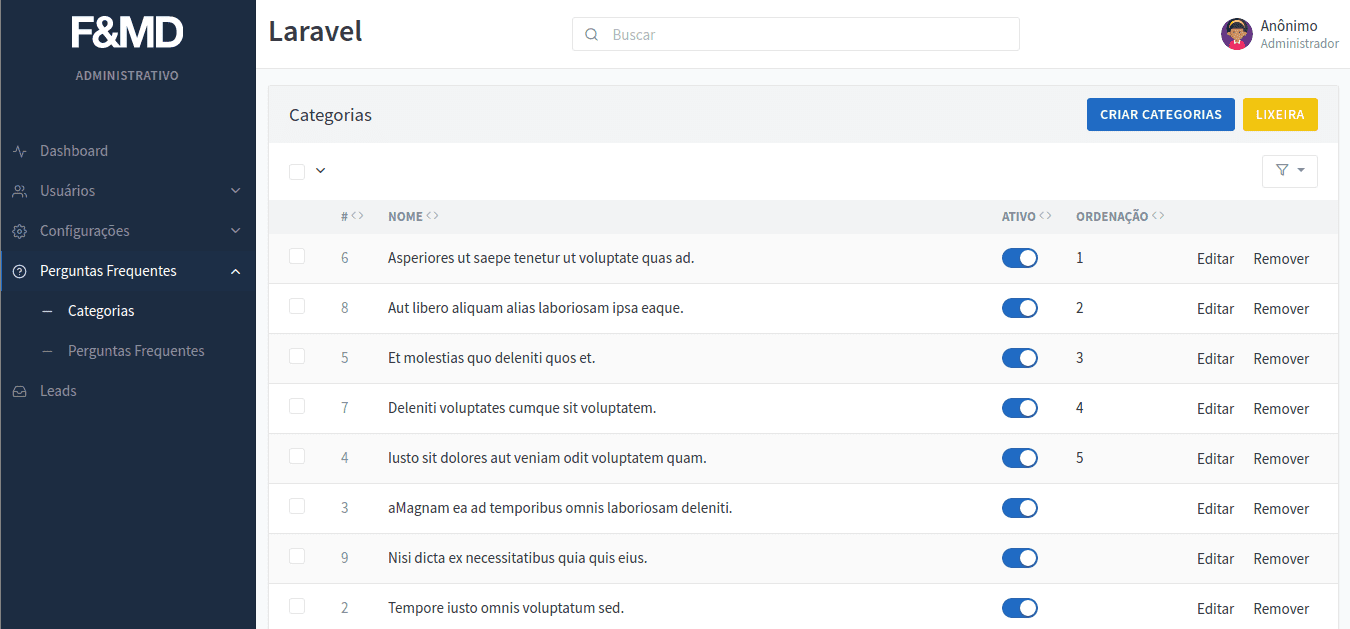 F&MD
ADMINISTRATIVO
Dashboard
Usuários
Configurações
Perguntas Frequentes
Categorias
Perguntas Frequentes
Leads
Laravel
Buscar
Anônimo
Administrador
Categorias
CRIAR CATEGORIAS
LIXEIRA
# NOME ATIVO ORDENAÇÃO
6 Asperiores ut saepe tenetur ut voluptate quas ad. 1 Editar Remover
8 Aut libero aliquam alias laboriosam ipsa eaque. 2 Editar Remover
5 Et molestias quo deleniti quos et. 3 Editar Remover
7 Deleniti voluptates cumque sit voluptatem. 4 Editar Remover
4 Iusto sit dolores aut veniam odit voluptatem quam. 5 Editar Remover
3 aMagnam ea ad temporibus omnis laboriosam deleniti. Editar Remover
9 Nisi dicta ex necessitatibus quia quis eius. Editar Remover
2 Tempore iusto omnis voluptatum sed. Editar Remover